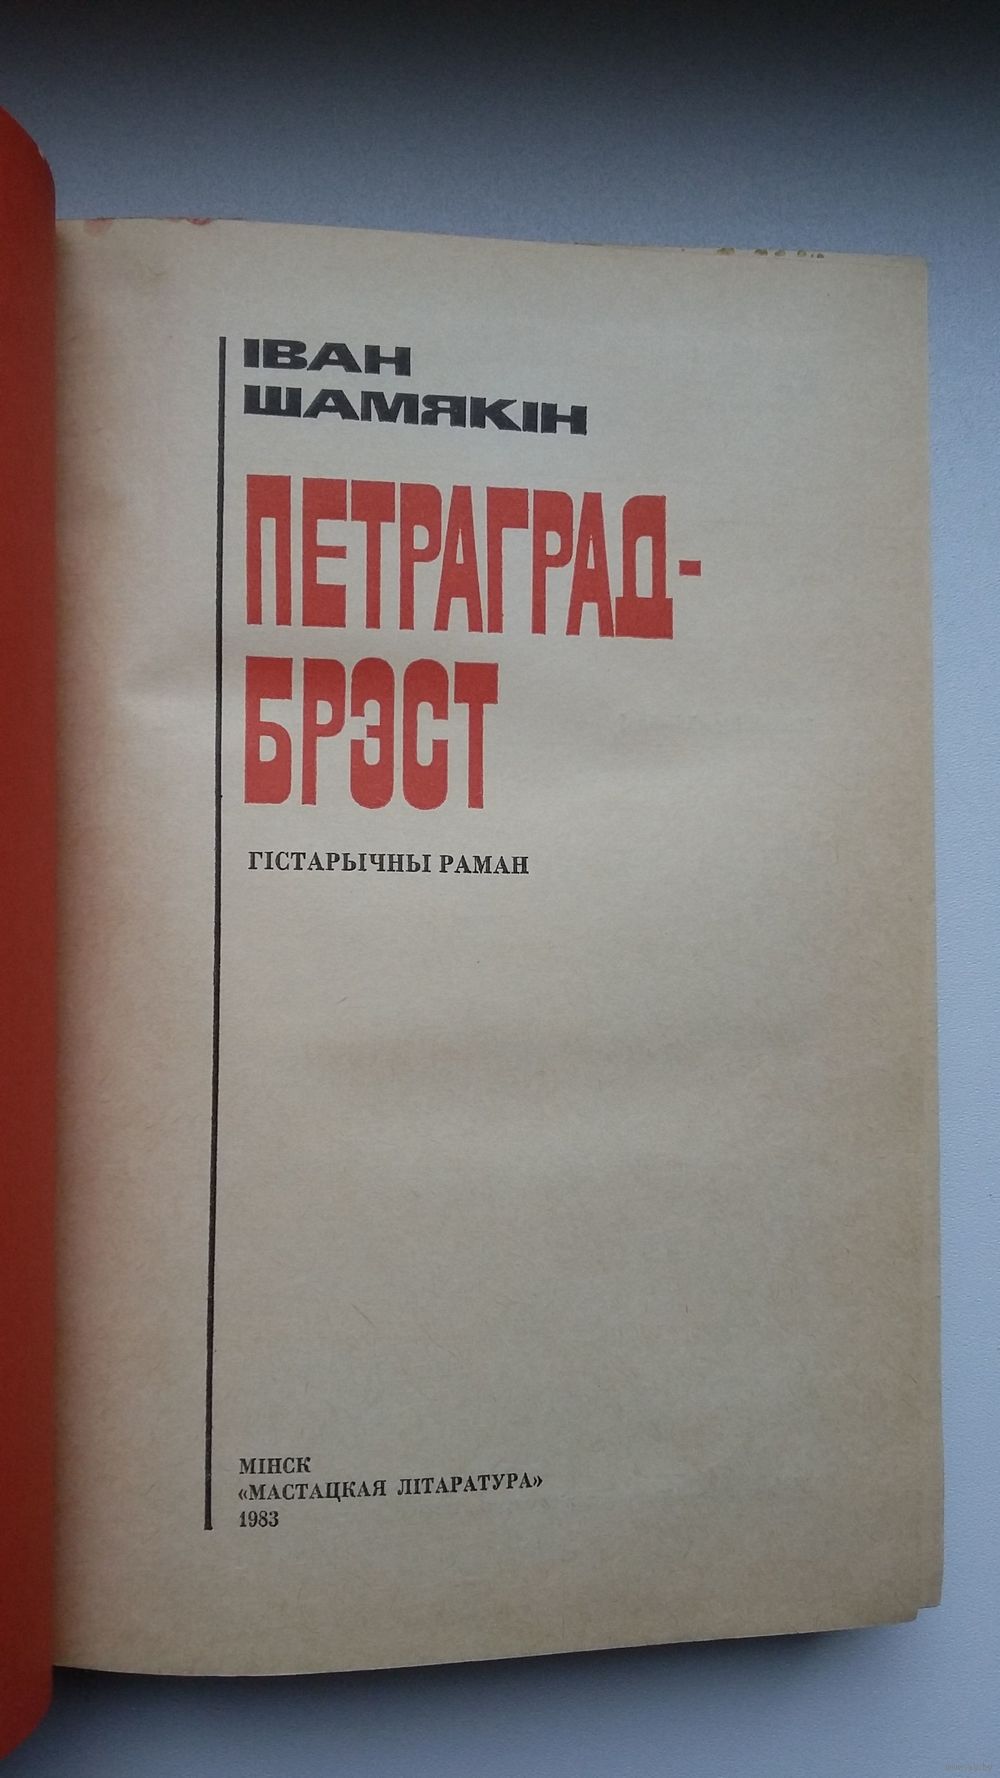 ІВАН
ШАМЯКІН
ПЕТРАГРАД-
БРЭСТ
ГІСТАРЫЧНЫ РАМАН
МІНСК
«МАСТАЦКАЯ ЛІТАРАТУРА»
1983